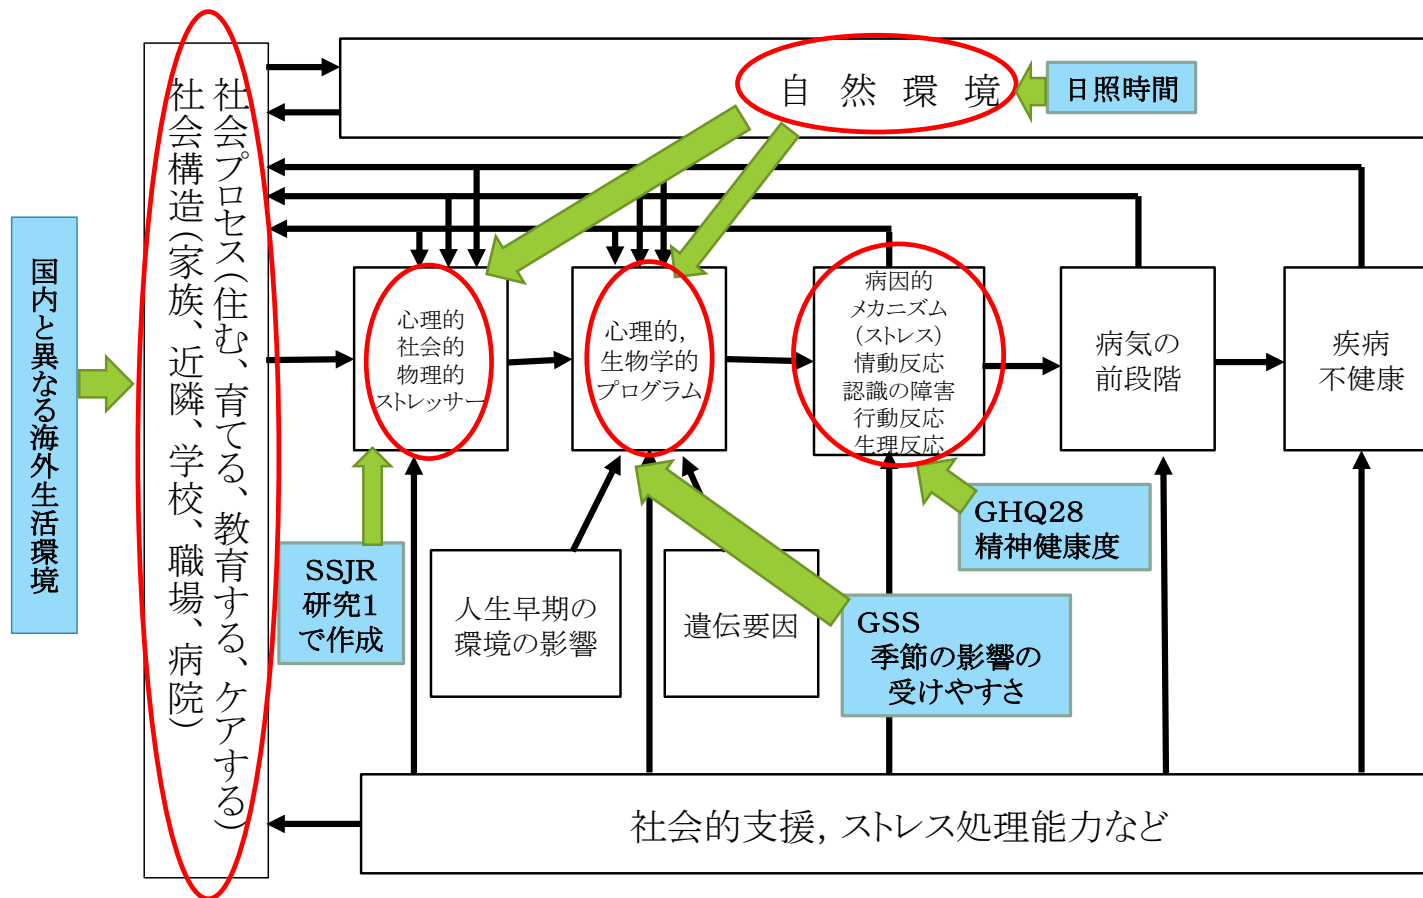 自 然 環 境
日照時間
国内と異なる海外生活環境
社会プロセス(住む、育てる、教育する、ケアする)
社会構造(家族、近隣、学校、職場、病院)
心理的
社会的
物理的
ストレッサー
心理的,
生物学的
プログラム
病因的
メカニズム
(ストレス)
情動反応
認識の障害
行動反応
生理反応
病気の
前段階
疾病
不健康
SSJR
研究1
で作成
人生早期の
環境の影響
遺伝要因
GSS
季節の影響の
受けやすさ
GHQ28
精神健康度
社会的支援, ストレス処理能力など